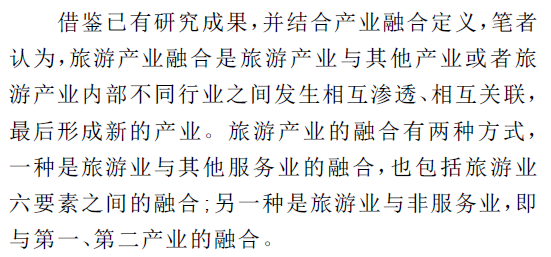 借鉴已有研究成果,并结合产业融合定义,笔者
认为,旅游产业融合是旅游产业与其他产业或者旅
游产业内部不同行业之间发生相互渗透、相互关联,
最后形成新的产业。旅游产业的融合有两种方式,
一种是旅游业与其他服务业的融合,也包括旅游业
六要素之间的融合;另一种是旅游业与非服务业,即
与第一、第二产业的融合。